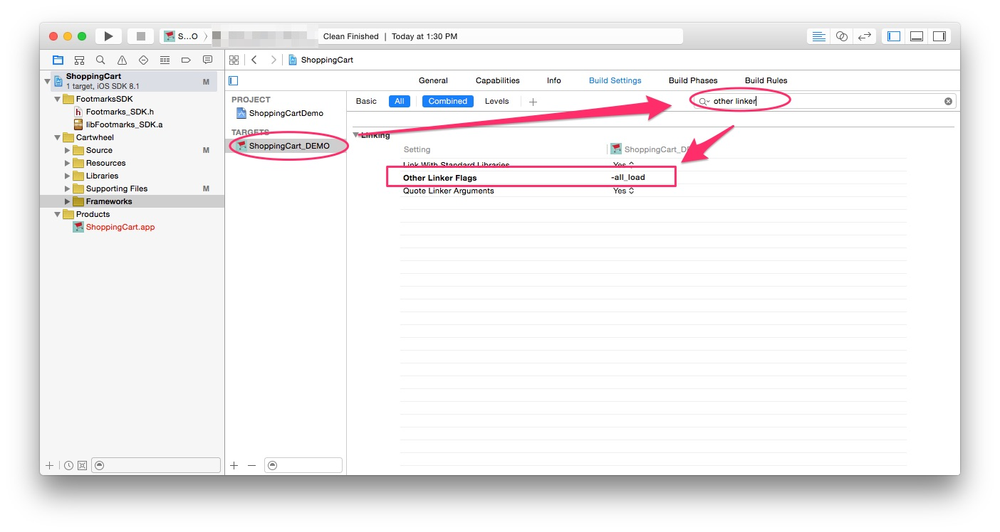 S...O
Clean Finished | Today at 1:30 PM
ShoppingCart
ShoppingCart
1 target, iOS SDK 8.1
M
FootmarksSDK
Footmarks_SDK.h
libFootmarks_SDK.a
Cartwheel
Source
M
Resources
Libraries
Supporting Files
M
Frameworks
Products
ShoppingCart.app
General Capabilities Info Build Settings Build Phases Build Rules
PROJECT
ShoppingCartDemo
TARGETS
ShoppingCart_DEMO
Basic All Combined Levels
other linker
Linking
Setting ShoppingCart_DE
Link With Standard Libraries Yes
Other Linker Flags -all_load
Quote Linker Arguments Yes